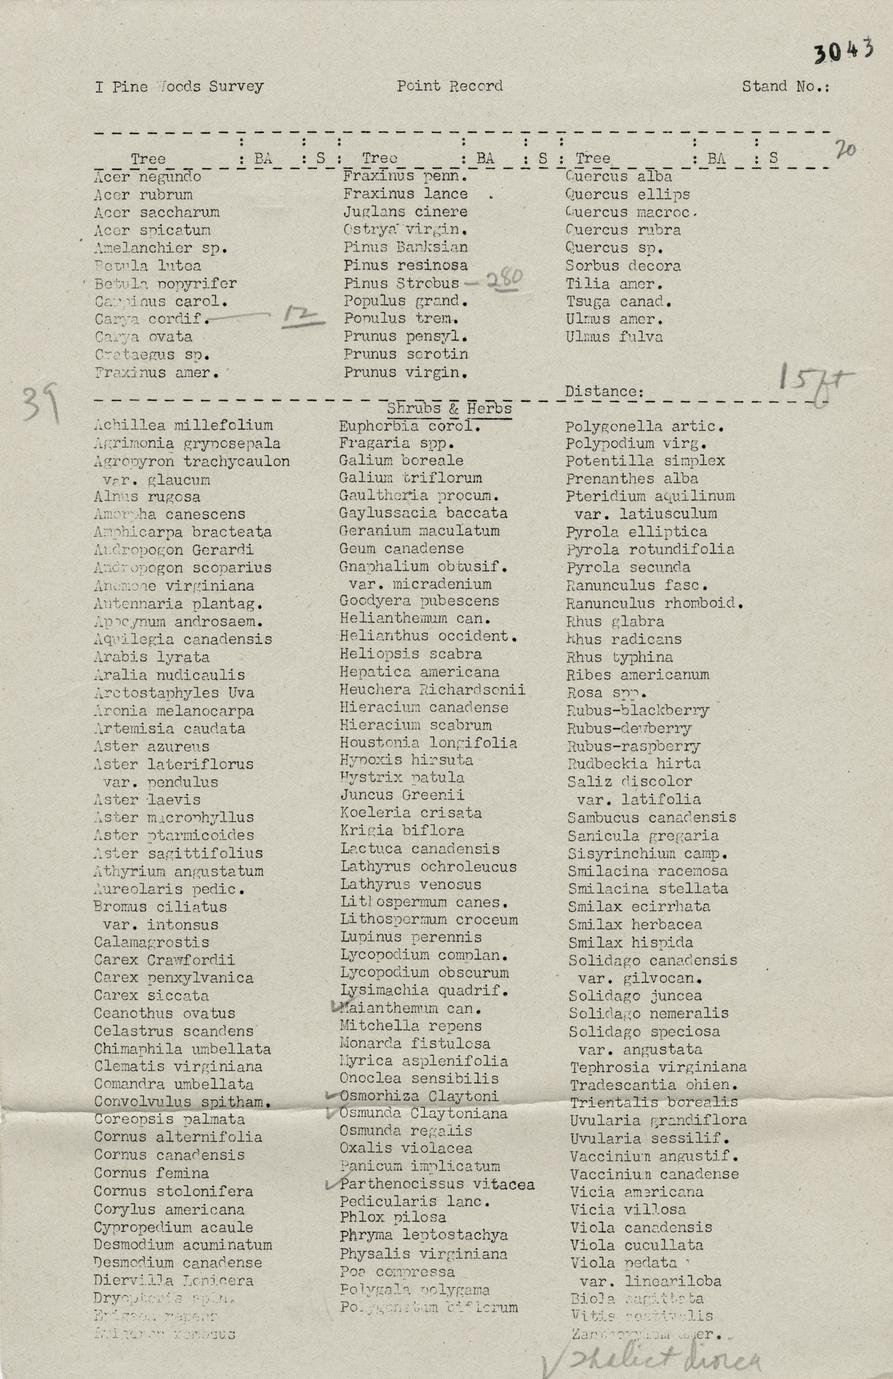 3043
I Pine Woods Survey Point Record Stand No.:
Tree : BA : S : Tree : BA : S : Tree : BA : S
20
Acer negundo
Acer rubrum
Acer saccharum
Acer spicatum
Amelanchier sp.
Betula lutea
Betula popyrifer
Carpinus carol.
Carya cordif. 12
Carya ovata
Crataegus sp.
Fraxinus amer.
Fraxinus penn.
Fraxinus lance
Juglans cinere
Ostrya virgin.
Pinus Banksian
Pinus resinosa
Pinus Strobus 280
Populus grand.
Populus trem.
Prunus pensyl.
Prunus serotin
Prunus virgin.
Quercus alba
Quercus ellips
Quercus macroc.
Quercus rubra
Quercus sp.
Sorbus decora
Tilia amer.
Tsuga canad.
Ulmus amer.
Ulmus fulva
Distance: 15 ft
39
Shrubs & Herbs
Achillea millefolium
Agrimonia gryposepala
Agropyron trachycaulon
var. glaucum
Alnus rugosa
Amorpha canescens
Amphicarpa bracteata
Andropogon Gerardi
Andropogon scoparius
Anemone virginiana
Antennaria plantag.
Apocynum androsaem.
Aquilegia canadensis
Arabis lyrata
Aralia nudicaulis
Arctostaphyles Uva
Aronia melanocarpa
Artemisia caudata
Aster azureus
Aster lateriflorus
var. pendulus
Aster laevis
Aster macrophyllus
Aster ptarmicoides
Aster sagittifolius
Athyrium angustatum
Aureolaris pedic.
Bromus ciliatus
var. intonsus
Calamagrostis
Carex Crawfordii
Carex penxylvanica
Carex siccata
Ceanothus ovatus
Celastrus scandens
Chimaphila umbellata
Clematis virginiana
Comandra umbellata
Convolvulus spitham.
Coreopsis palmata
Cornus alternifolia
Cornus canadensis
Cornus femina
Cornus stolonifera
Corylus americana
Cypropedium acaule
Desmodium acuminatum
Desmodium canadense
Diervilla Lonicera
Euphorbia corol.
Fragaria spp.
Galium boreale
Galium triflorum
Gaultheria procum.
Gaylussacia baccata
Geranium maculatum
Geum canadense
Gnaphalium obtusif.
var. micradenium
Goodyera pubescens
Helianthemum can.
Helianthus occident.
Heliopsis scabra
Hepatica americana
Heuchera Richardsonii
Hieracium canadense
Hieracium scabrum
Houstonia longifolia
Hypoxis hirsuta
Hystrix patula
Juncus Greenii
Koeleria crisata
Krigia biflora
Lactuca canadensis
Lathyrus ochroleucus
Lathyrus venosus
Lithospermum canes.
Lithospermum croceum
Lupinus perennis
Lycopodium complan.
Lycopodium obscurum
Lysimachia quadrif.
✓Maianthemum can.
Mitchella repens
Monarda fistulosa
Myrica asplenifolia
Onoclea sensibilis
✓Osmorhiza Claytoni
✓Osmunda Claytoniana
Osmunda regalis
Oxalis violacea
Panicum implicatum
✓Parthenocissus vitacea
Pedicularis lanc.
Phlox pilosa
Phryma leptostachya
Physalis virginiana
Poa compressa
Polygala polygama
Polygonatum biflorum
Polygonella artic.
Polypodium virg.
Potentilla simplex
Prenanthes alba
Pteridium aquilinum
var. latiusculum
Pyrola elliptica
Pyrola rotundifolia
Pyrola secunda
Ranunculus fasc.
Ranunculus rhomboid.
Rhus glabra
Rhus radicans
Rhus typhina
Ribes americanum
Rosa spp.
Rubus-blackberry
Rubus-dewberry
Rubus-raspberry
Rudbeckia hirta
Saliz discolor
var. latifolia
Sambucus canadensis
Sanicula gregaria
Sisyrinchium camp.
Smilacina racemosa
Smilacina stellata
Smilax ecirrhata
Smilax herbacea
Smilax hispida
Solidago canadensis
var. gilvocan.
Solidago juncea
Solidago nemeralis
Solidago speciosa
var. angustata
Tephrosia virginiana
Tradescantia ohien.
Trientalis borealis
Uvularia grandiflora
Uvularia sessilif.
Vaccinium angustif.
Vaccinium canadense
Vicia americana
Vicia villosa
Viola canadensis
Viola cucullata
Viola pedata
var. lineariloba
Biola sagittata
Vitis
✓ Thalict dioica